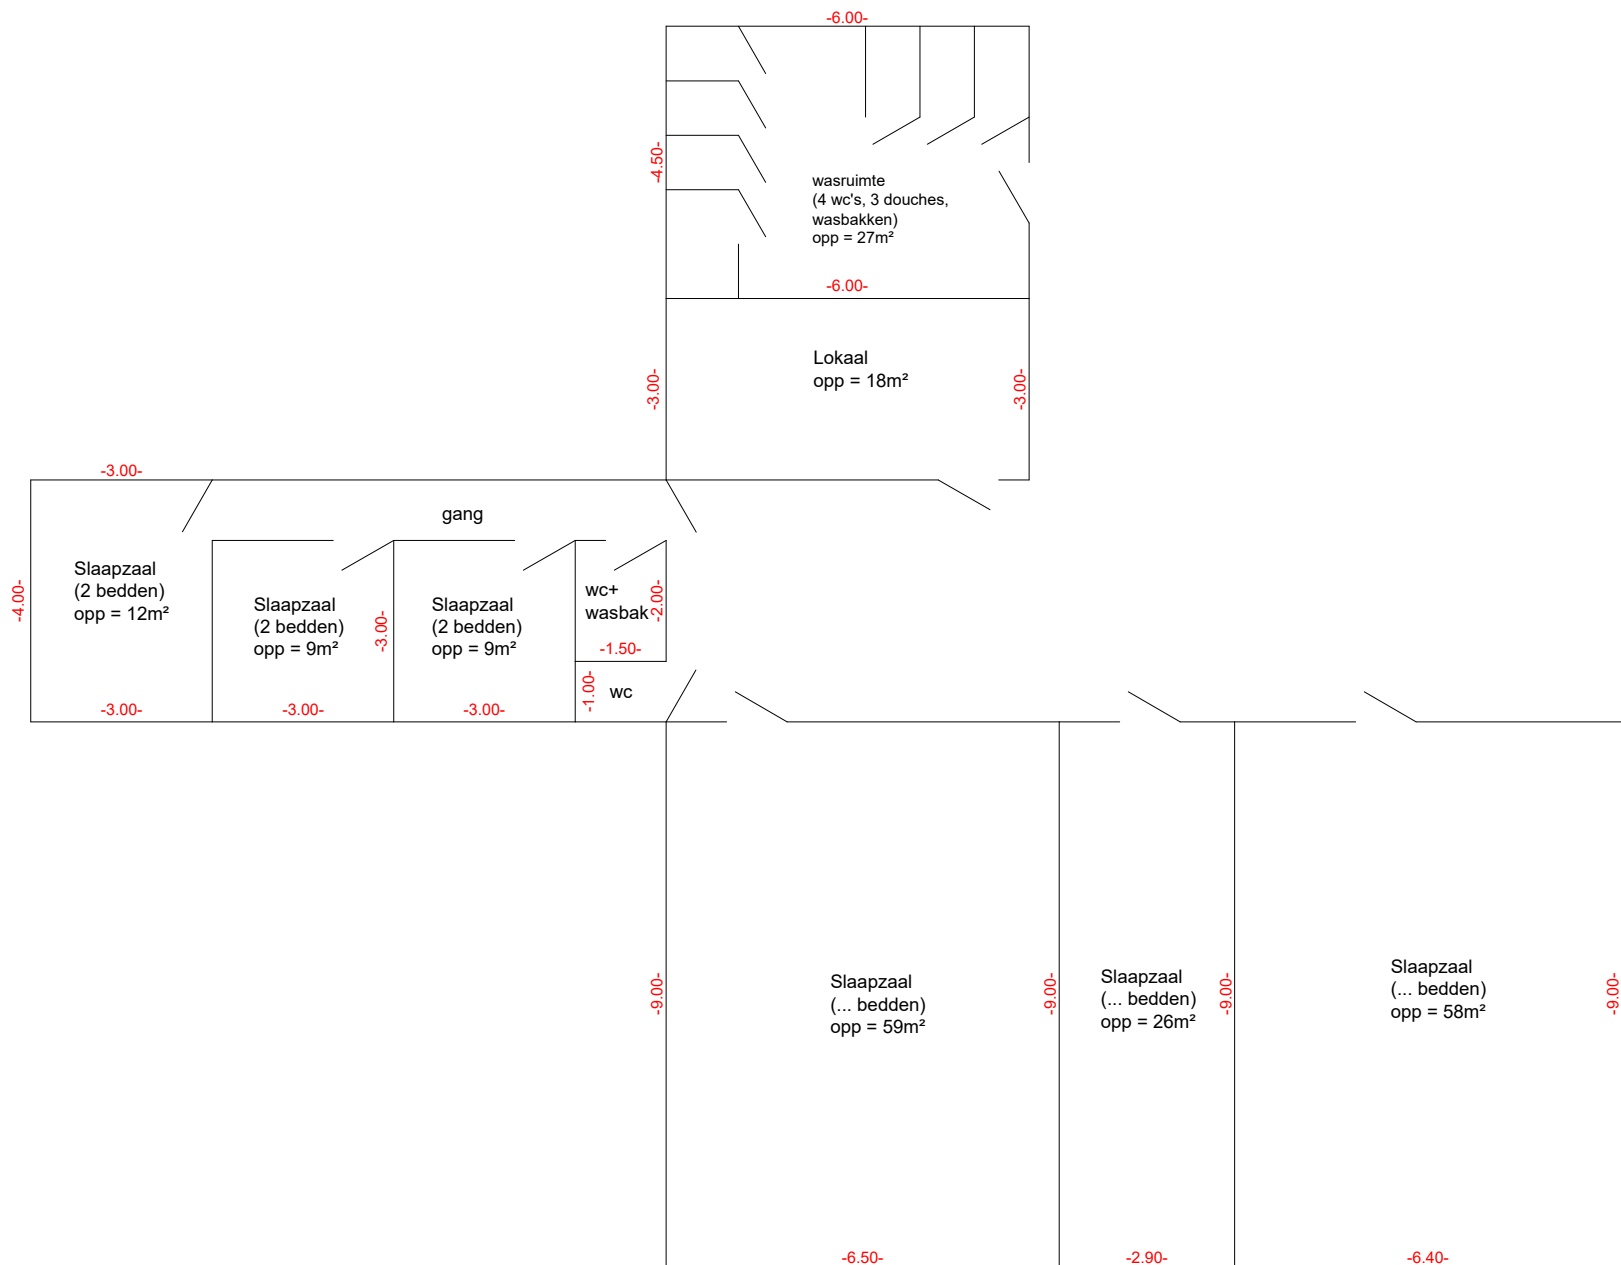 -6.00-
-4.50-
wasruimte
(4 wc's, 3 douches,
wasbakken)
opp = 27m²
-6.00-
Lokaal
opp = 18m²
-3.00-
-3.00-
-3.00-
gang
Slaapzaal
(2 bedden)
opp = 12m²
-4.00-
Slaapzaal
(2 bedden)
opp = 9m²
-3.00-
Slaapzaal
(2 bedden)
opp = 9m²
wc+
wasbak
-2.00-
-1.50-
-1.00-
wc
-3.00-
-3.00-
-3.00-
-9.00-
Slaapzaal
(... bedden)
opp = 59m²
-9.00-
Slaapzaal
(... bedden)
opp = 26m²
-9.00-
Slaapzaal
(... bedden)
opp = 58m²
-9.00-
-6.50-
-2.90-
-6.40-